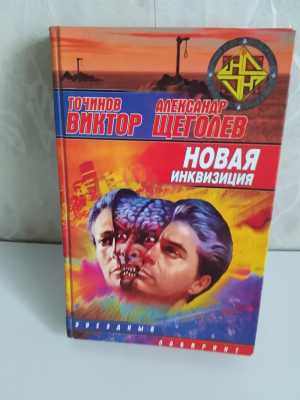 ТОЧИНОВ АЛЕКСАНДР
ВИКТОР ЩЕГОЛЕВ
НОВАЯ
ИНКВИЗИЦИЯ
ЗВЕЗДНЫЙ
ЛАБИРИНТ